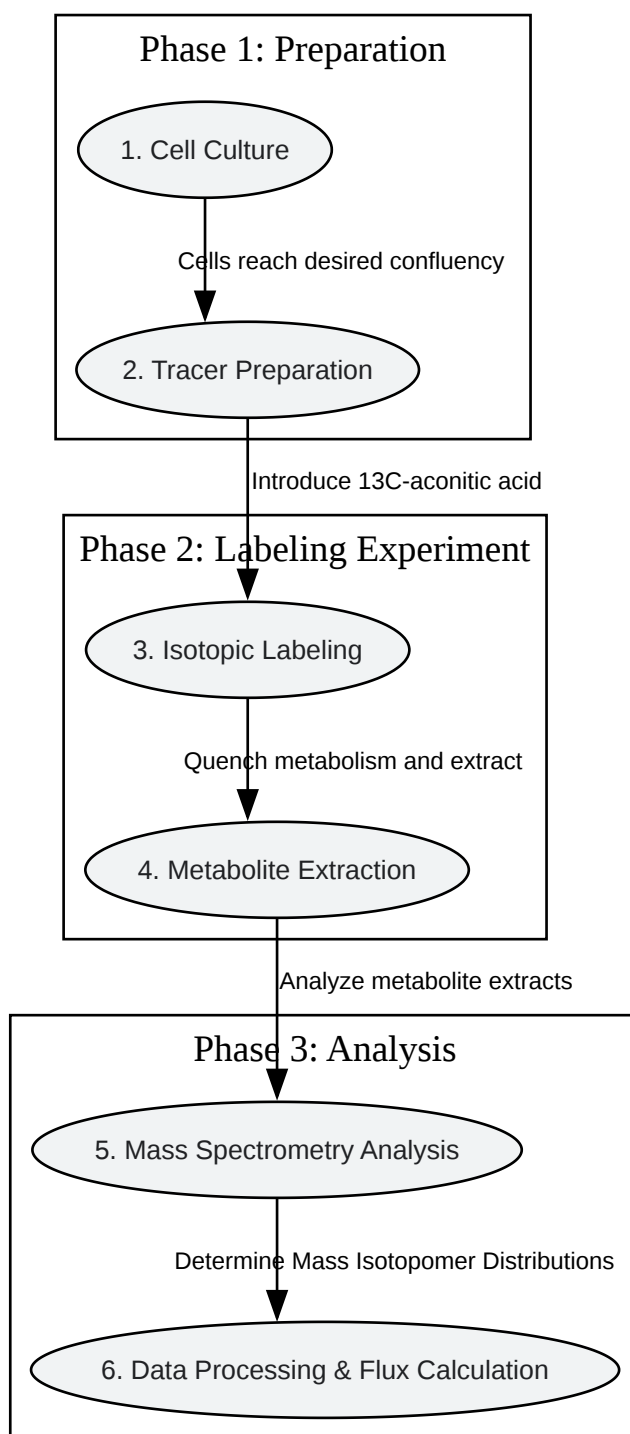 Phase 1: Preparation
1. Cell Culture
Cells reach desired confluency
2. Tracer Preparation
Introduce 13C-aconitic acid
Phase 2: Labeling Experiment
3. Isotopic Labeling
Quench metabolism and extract
4. Metabolite Extraction
Analyze metabolite extracts
Phase 3: Analysis
5. Mass Spectrometry Analysis
Determine Mass Isotopomer Distributions
6. Data Processing & Flux Calculation